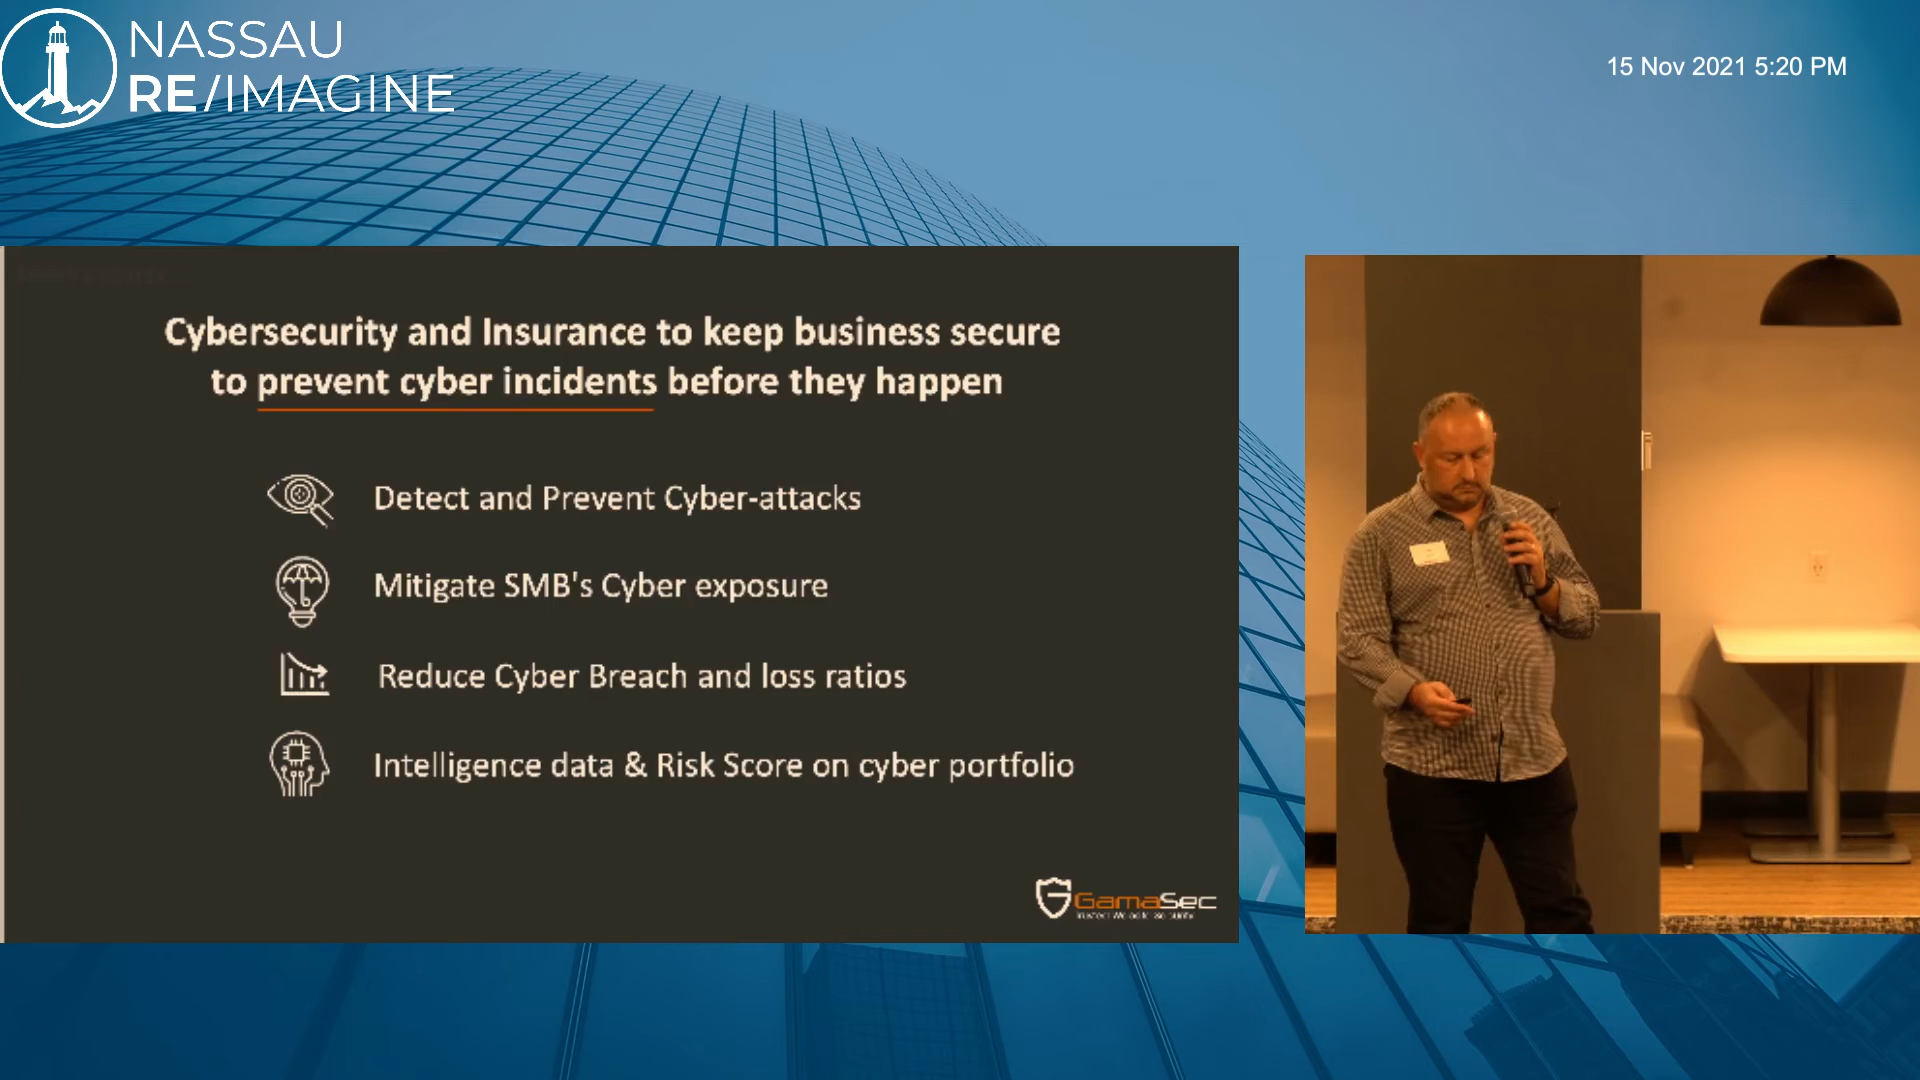 NASSAU
RE/IMAGINE
15 Nov 2021 5:20 PM
Cybersecurity and Insurance to keep business secure
to prevent cyber incidents before they happen
Detect and Prevent Cyber-attacks
Mitigate SMB's Cyber exposure
Reduce Cyber Breach and loss ratios
Intelligence data & Risk Score on cyber portfolio
GamaSec